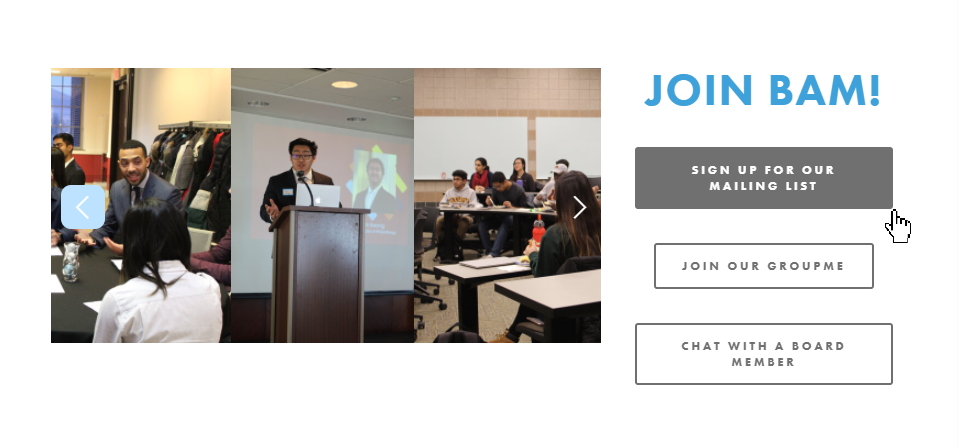 JOIN BAM!
SIGN UP FOR OUR
MAILING LIST
JOIN OUR GROUPME
CHAT WITH A BOARD
MEMBER